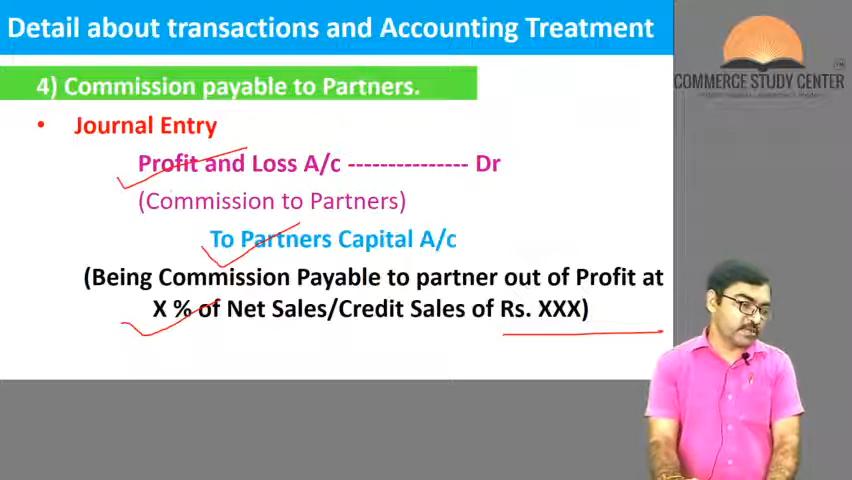 Detail about transactions and Accounting Treatment
COMMERCE STUDY CENTER
TM
4) Commission payable to Partners.
• Journal Entry
Profit and Loss A/c --------------- Dr
(Commission to Partners)
To Partners Capital A/c
(Being Commission Payable to partner out of Profit at
X % of Net Sales/Credit Sales of Rs. XXX)